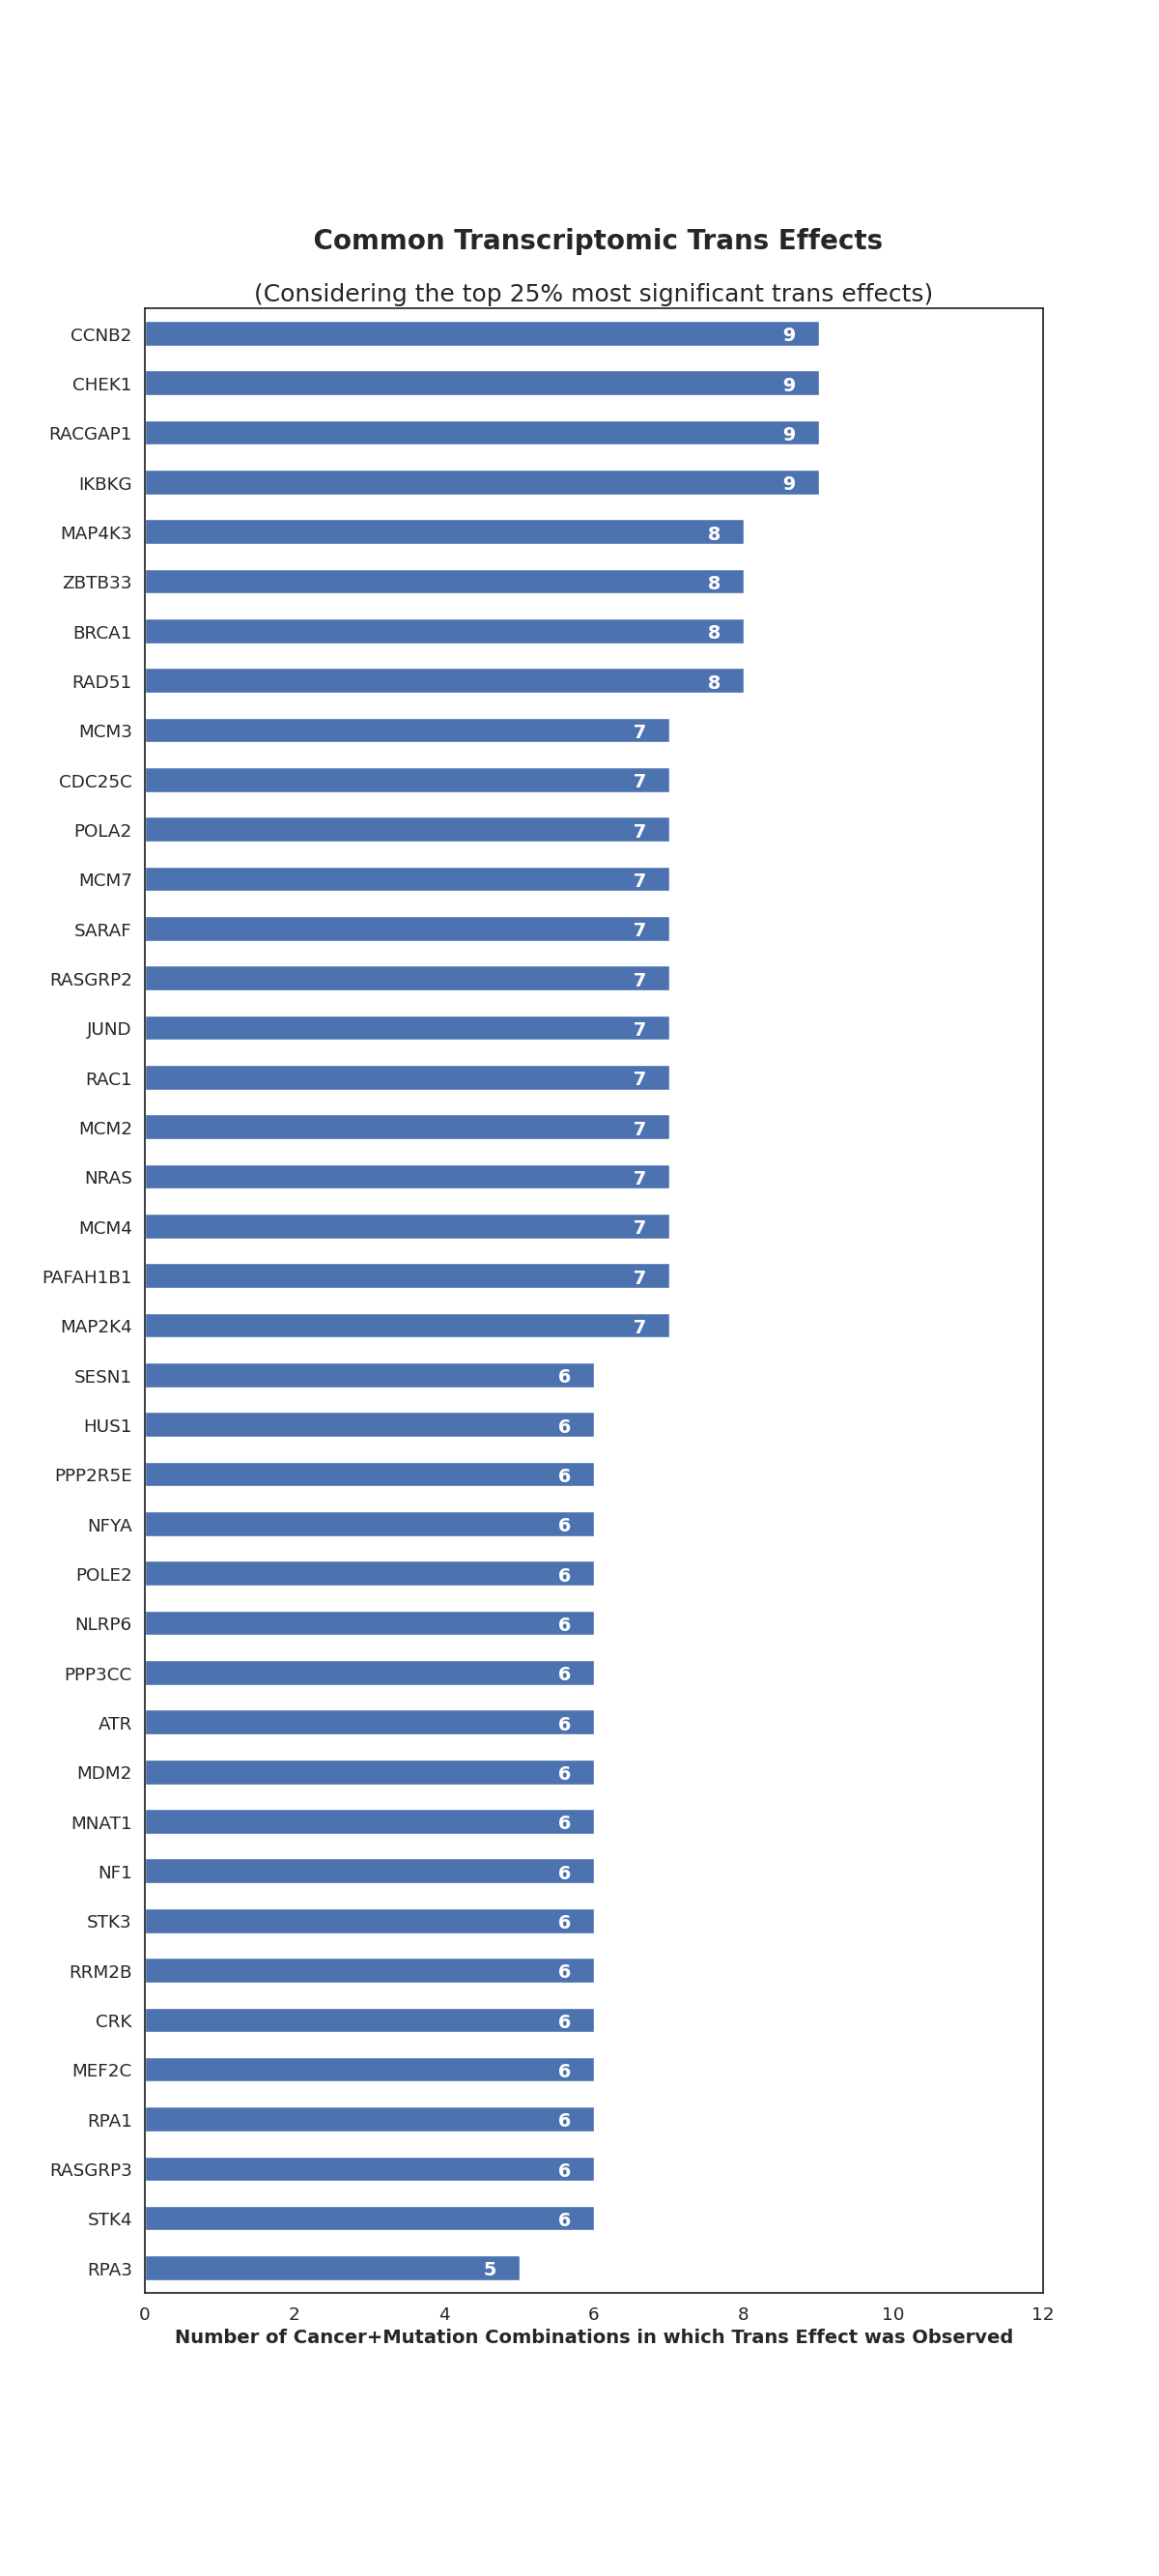 Common Transcriptomic Trans Effects
(Considering the top 25% most significant trans effects)
CCNB2 9
CHEK1 9
RACGAP1 9
IKBKG 9
MAP4K3 8
ZBTB33 8
BRCA1 8
RAD51 8
MCM3 7
CDC25C 7
POLA2 7
MCM7 7
SARAF 7
RASGRP2 7
JUND 7
RAC1 7
MCM2 7
NRAS 7
MCM4 7
PAFAH1B1 7
MAP2K4 7
SESN1 6
HUS1 6
PPP2R5E 6
NFYA 6
POLE2 6
NLRP6 6
PPP3CC 6
ATR 6
MDM2 6
MNAT1 6
NF1 6
STK3 6
RRM2B 6
CRK 6
MEF2C 6
RPA1 6
RASGRP3 6
STK4 6
RPA3 5
0 2 4 6 8 10 12
Number of Cancer+Mutation Combinations in which Trans Effect was Observed